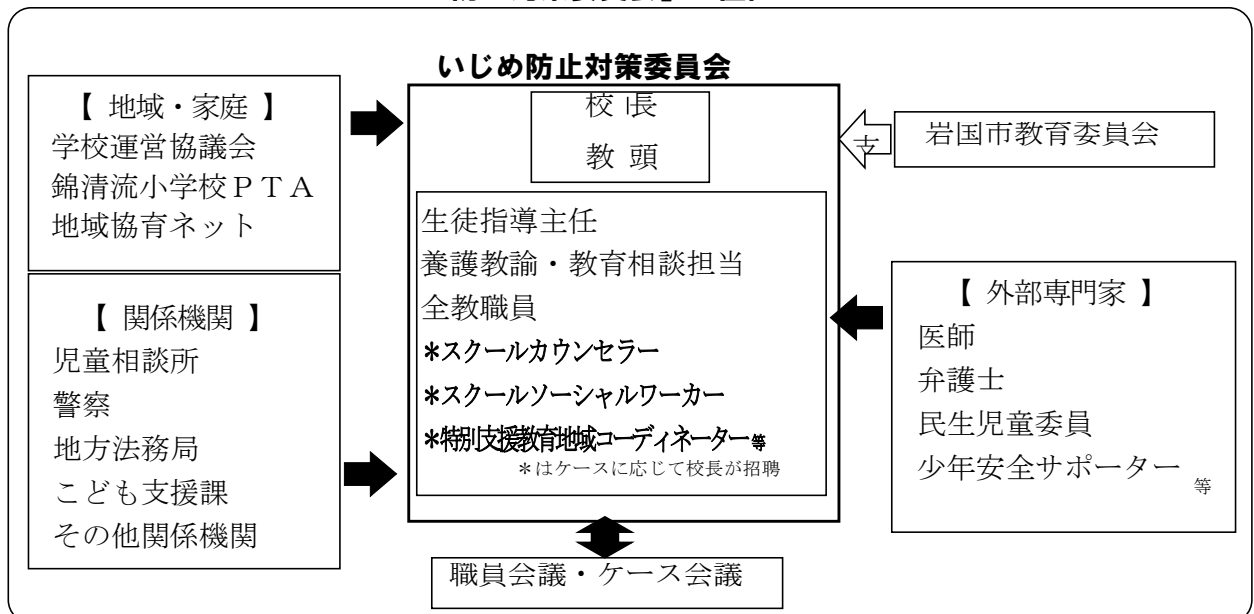 いじめ防止対策委員会
【 地域・家庭 】
学校運営協議会
錦清流小学校ＰＴＡ
地域協育ネット
【 関係機関 】
児童相談所
警察
地方法務局
こども支援課
その他関係機関
校 長
教 頭
生徒指導主任
養護教諭・教育相談担当
全教職員
*スクールカウンセラー
*スクールソーシャルワーカー
*特別支援教育地域コーディネーター等
*はケースに応じて校長が招聘
支
岩国市教育委員会
【 外部専門家 】
医師
弁護士
民生児童委員
少年安全サポーター 等
職員会議・ケース会議